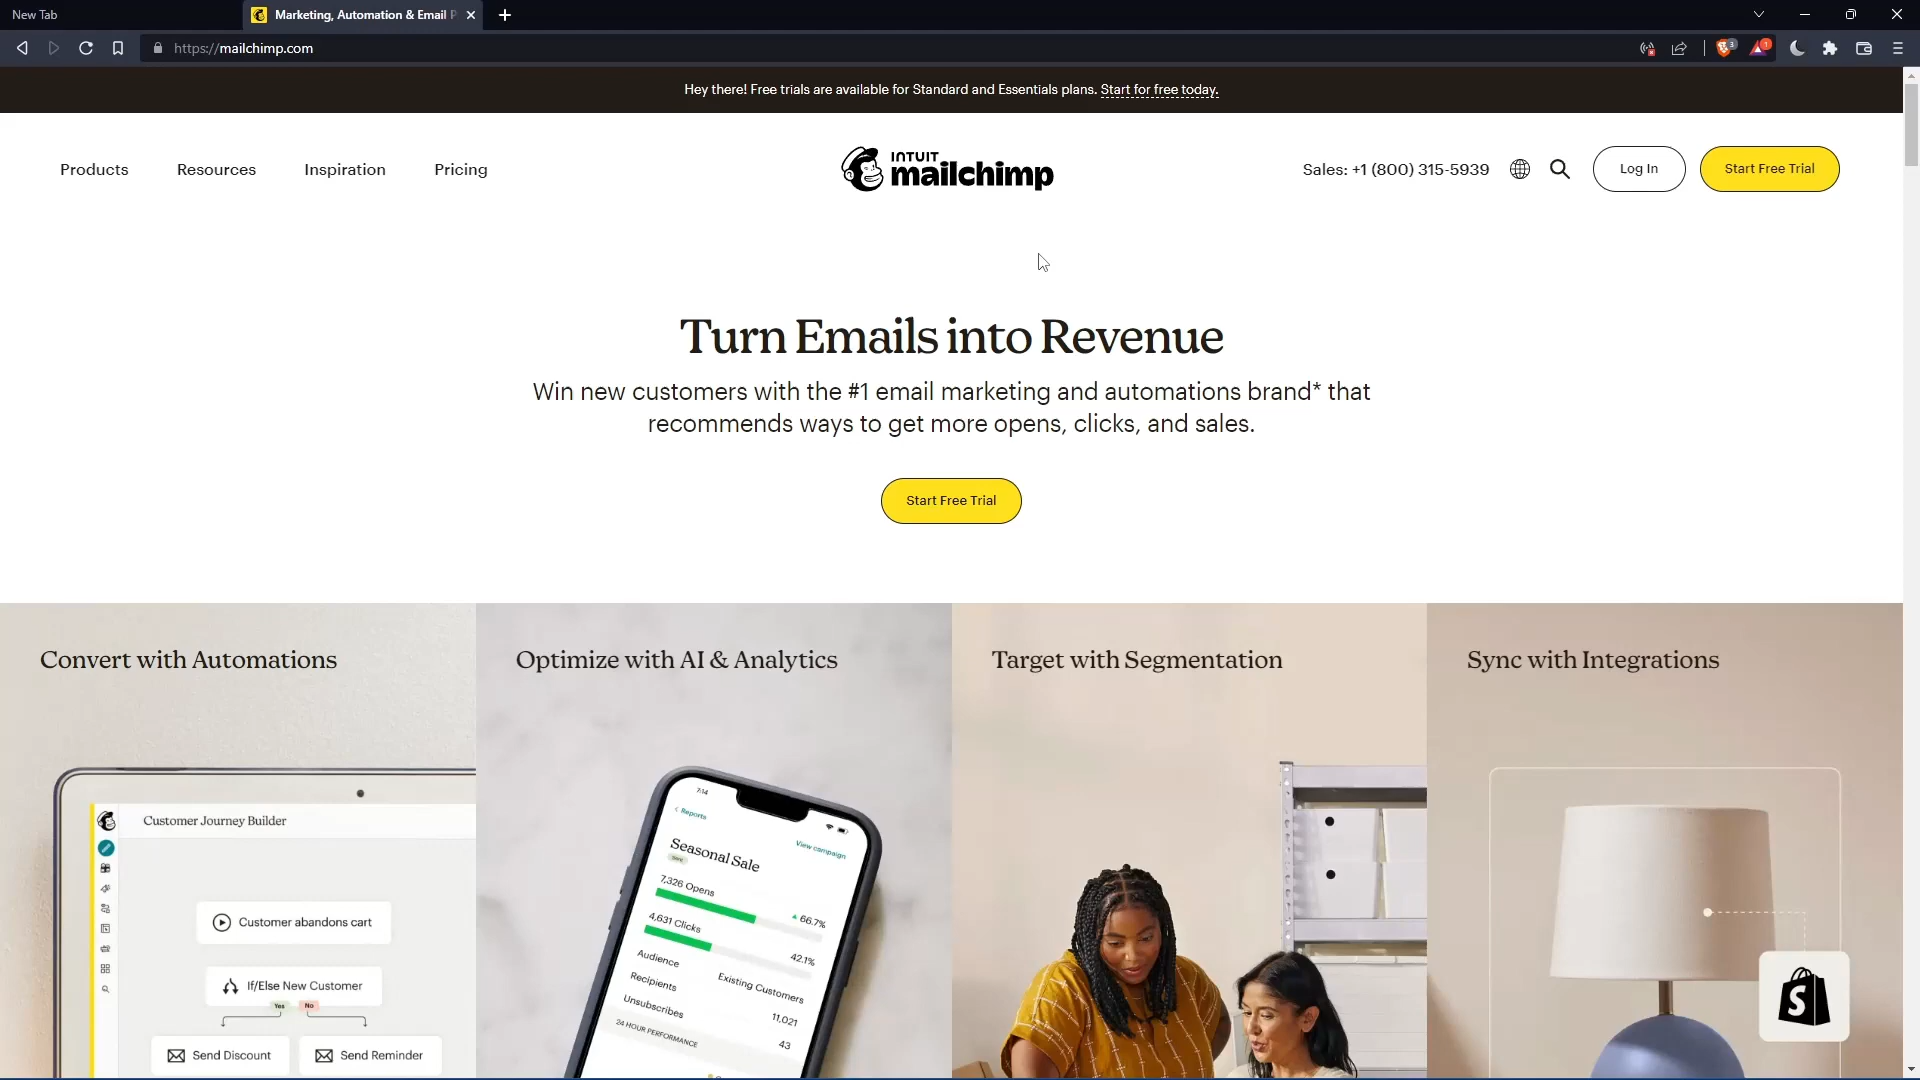 New Tab
Marketing, Automation & Email P
https://mailchimp.com
3
1
Hey there! Free trials are available for Standard and Essentials plans. Start for free today.
Products
Resources
Inspiration
Pricing
INTUIT
mailchimp
Sales: +1 (800) 315-5939
Log In
Start Free Trial
Turn Emails into Revenue
Win new customers with the #1 email marketing and automations brand* that
recommends ways to get more opens, clicks, and sales.
Start Free Trial
Convert with Automations
Customer Journey Builder
Customer abandons cart
If/Else New Customer
Yes
No
Send Discount
Send Reminder
Optimize with AI & Analytics
7:14
Reports
View campaign
Seasonal Sale
Sent
7,326 Opens
66.7%
4,631 Clicks
42.1%
Audience
Existing Customers
Recipients
11,021
Unsubscribes
43
24 HOUR PERFORMANCE
Target with Segmentation
Sync with Integrations